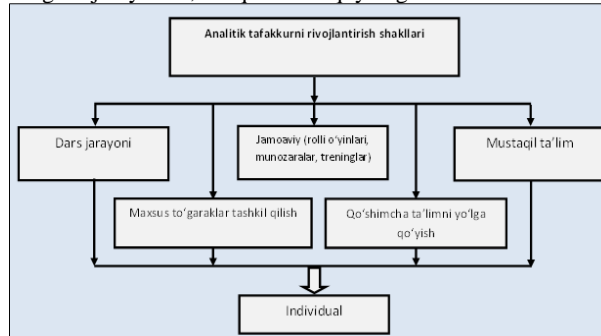 Analitik tafakkurni rivojlantirish shakllari
Dars jarayoni
Jamoaviy (rolli o‘yinlari,
munozaralar, treninglar)
Mustaqil ta’lim
Maxsus to‘garaklar tashkil qilish
Qo‘shimcha ta’limni yo‘lga
qo‘yish
Individual